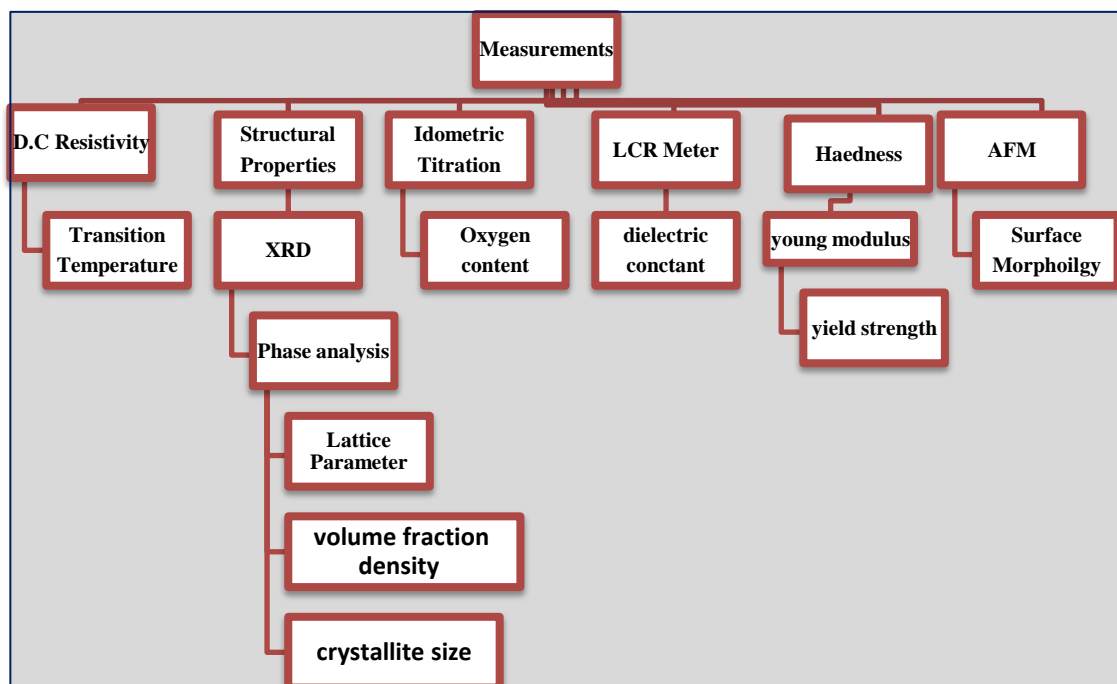 Measurements
D.C Resistivity
Structural
Properties
Idometric
Titration
LCR Meter
Haedness
AFM
Transition
Temperature
XRD
Oxygen
content
dielectric
conctant
young modulus
Surface
Morphoilgy
Phase analysis
yield strength
Lattice
Parameter
volume fraction
density
crystallite size